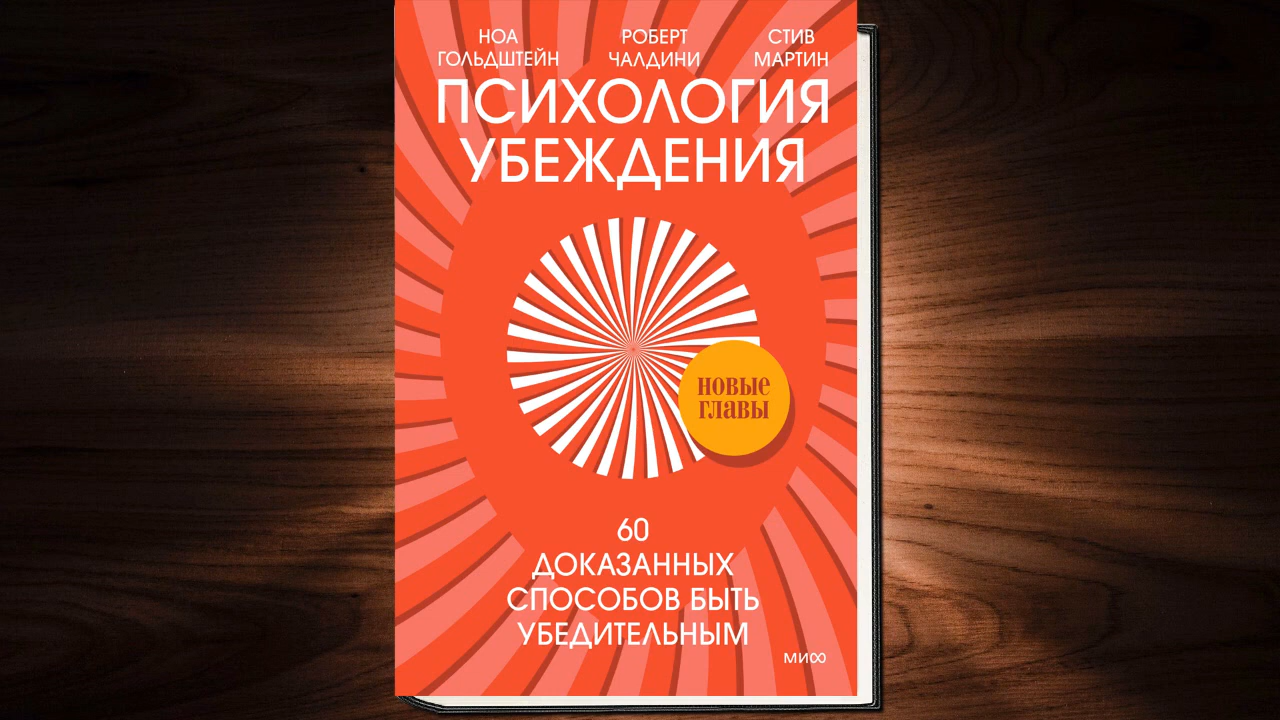 НОА РОБЕРТ СТИВ
ГОЛЬДШТЕЙН ЧАЛДИНИ МАРТИН
ПСИХОЛОГИЯ
УБЕЖДЕНИЯ
новые
главы
60
ДОКАЗАННЫХ
СПОСОБОВ БЫТЬ
УБЕДИТЕЛЬНЫМ
миф